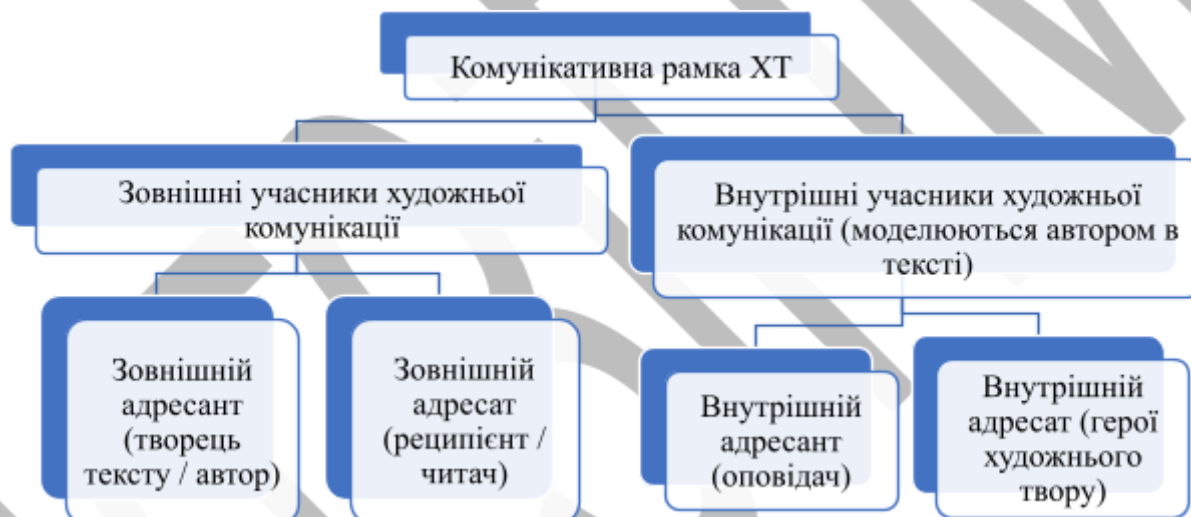 Комунікативна рамка ХТ
Зовнішні учасники художньої
комунікації
Внутрішні учасники художньої
комунікації (моделюються автором в
тексті)
Зовнішній
адресант
(творець
тексту / автор)
Зовнішній
адресат
(реципієнт /
читач)
Внутрішній
адресант
(оповідач)
Внутрішній
адресат (герої
художнього
твору)